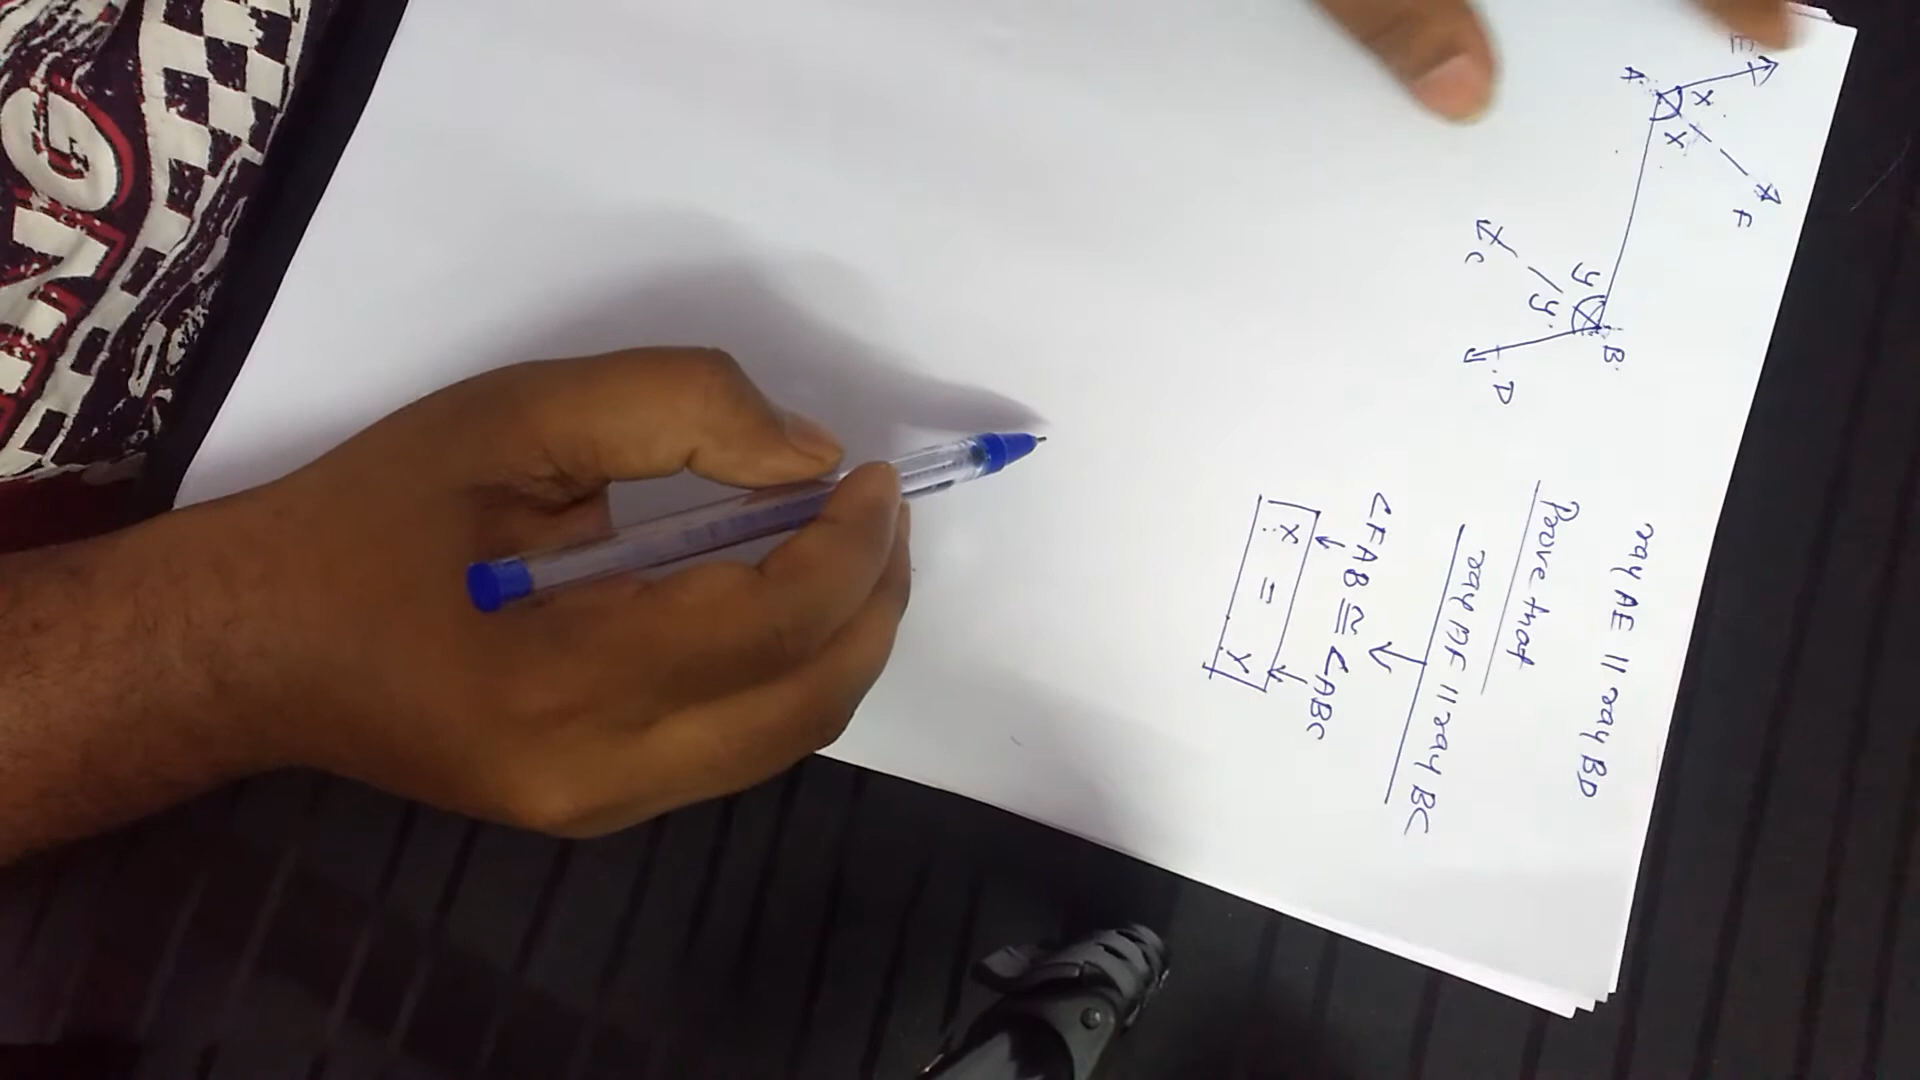 E
A
x
x
F
y
y
B
C
D
ray AE || ray BD
Prove that
ray AF || ray BC
∠FAB ≅ ∠ABC
x = y